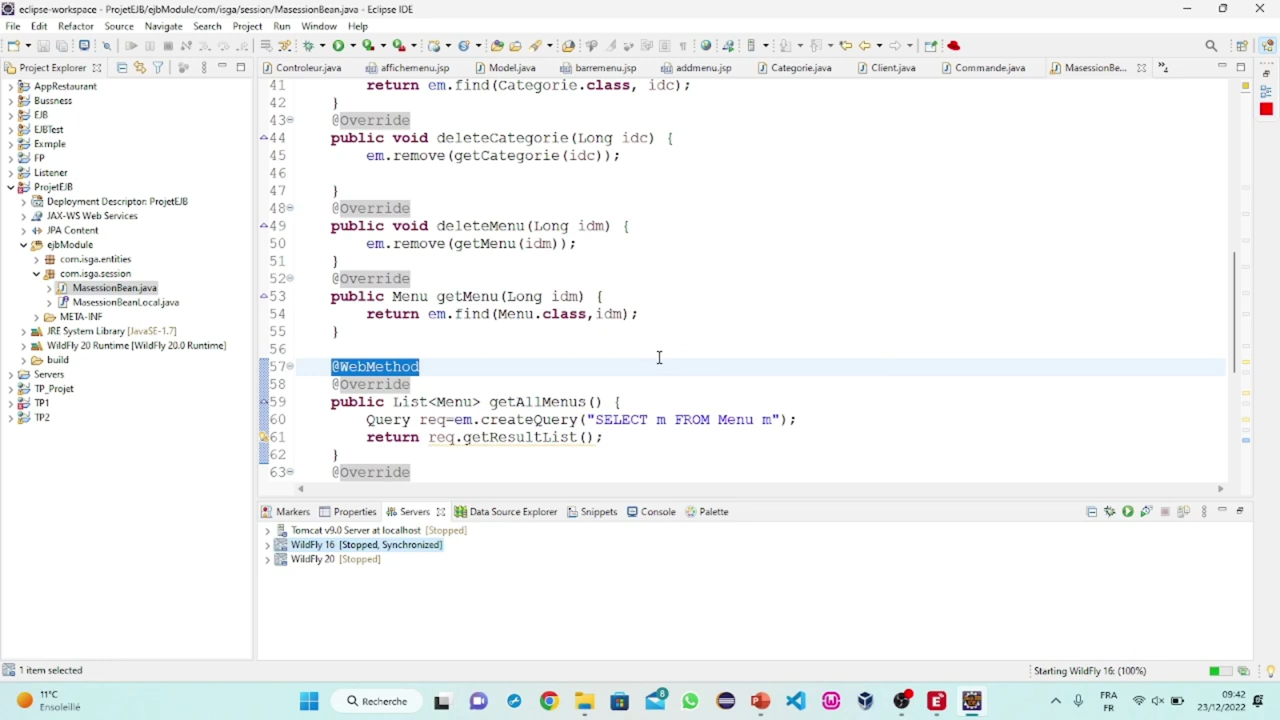 eclipse-workspace - ProjetEJB/ejbModule/com/isga/session/MasessionBean.java - Eclipse IDE
File Edit Refactor Source Navigate Search Project Run Window Help
Project Explorer
Controleur.java affichemenu.jsp Model.java barremenu.jsp addmenu.jsp Categorie.java Client.java Commande.java MasessionBe...
AppRestaurant
Bussness
EJB
EJBTest
Exmple
FP
Listener
ProjetEJB
Deployment Descriptor: ProjetEJB
JAX-WS Web Services
JPA Content
ejbModule
com.isga.entities
com.isga.session
MasessionBean.java
MasessionBeanLocal.java
META-INF
JRE System Library [JavaSE-1.7]
WildFly 20 Runtime [WildFly 20.0 Runtime]
build
Servers
TP_Projet
TP1
TP2
41 return em.find(Categorie.class, idc);
42 }
43 @Override
44 public void deleteCategorie(Long idc) {
45 em.remove(getCategorie(idc));
46
47 }
48 @Override
49 public void deleteMenu(Long idm) {
50 em.remove(getMenu(idm));
51 }
52 @Override
53 public Menu getMenu(Long idm) {
54 return em.find(Menu.class,idm);
55 }
56
57 @WebMethod
58 @Override
59 public List<Menu> getAllMenus() {
60 Query req=em.createQuery("SELECT m FROM Menu m");
61 return req.getResultList();
62 }
63 @Override
Markers Properties Servers Data Source Explorer Snippets Console Palette
Tomcat v9.0 Server at localhost [Stopped]
WildFly 16 [Stopped, Synchronized]
WildFly 20 [Stopped]
1 item selected
Starting WildFly 16: (100%)
11°C
Ensoleillé
Recherche
8
FRA
FR
09:42
23/12/2022